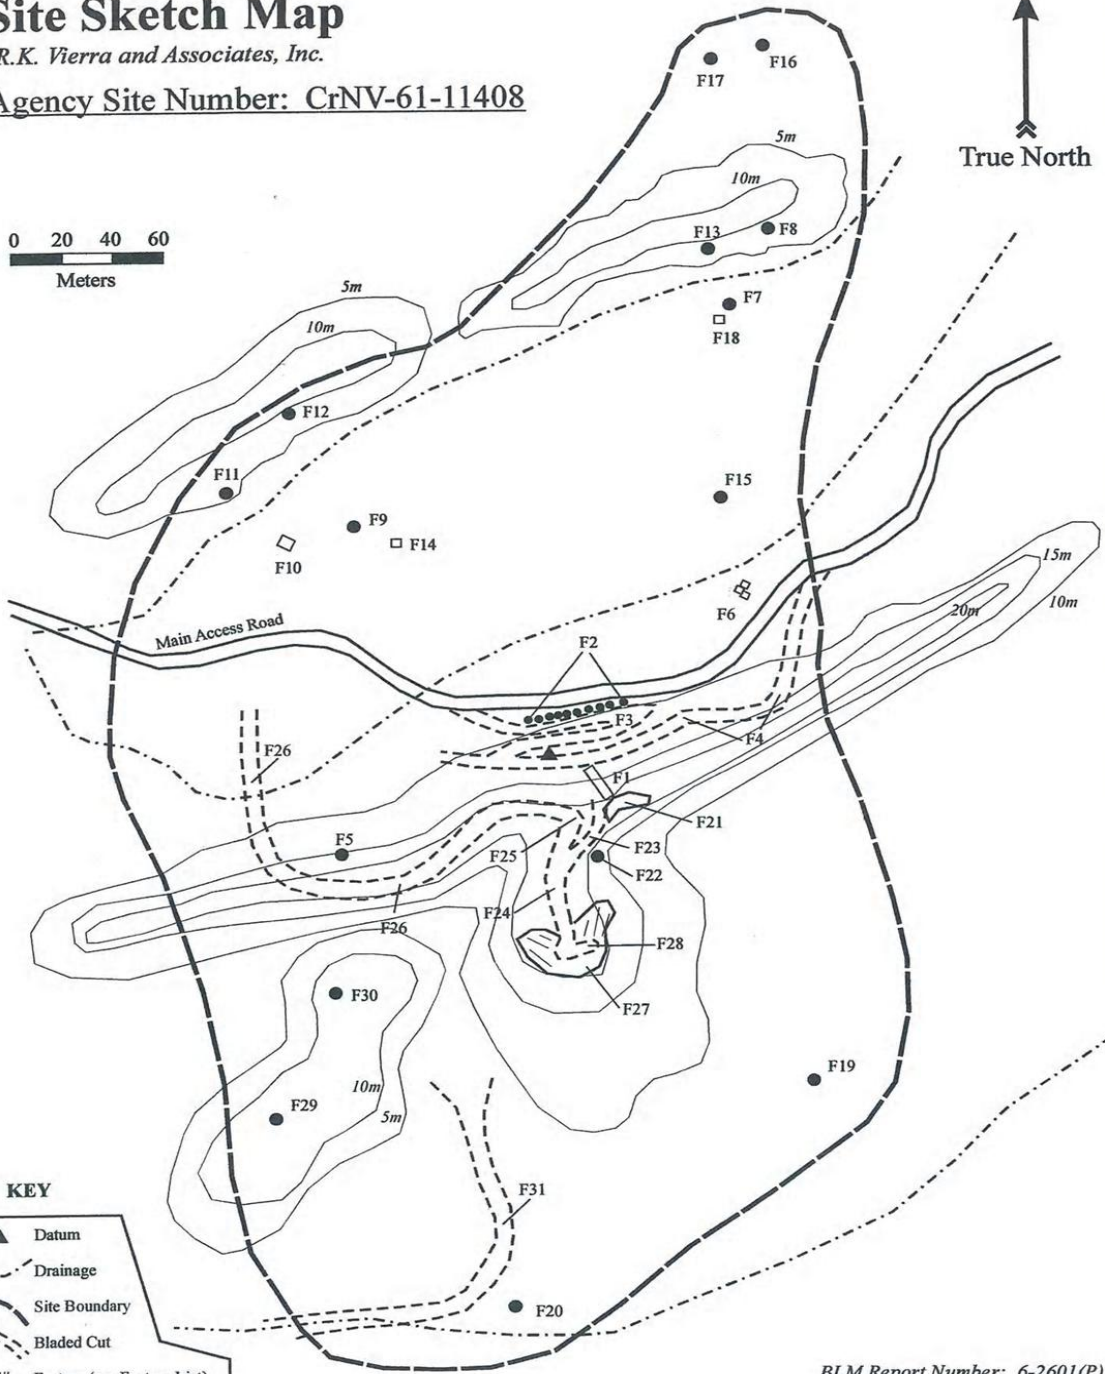 Site Sketch Map
R.K. Vierra and Associates, Inc.
Agency Site Number: CrNV-61-11408
True North
0 20 40 60
Meters
F17
F16
5m
10m
F13
F8
F7
F18
5m
10m
F12
F11
F15
F9
F14
F10
F6
15m
20m
10m
Main Access Road
F2
F3
F4
F26
F1
F21
F5
F25
F23
F22
F24
F26
F28
F27
F30
F19
10m
F29
5m
KEY
F31
Datum
Drainage
Site Boundary
F20
Bladed Cut
BLM Report Number: 6-2601(P)